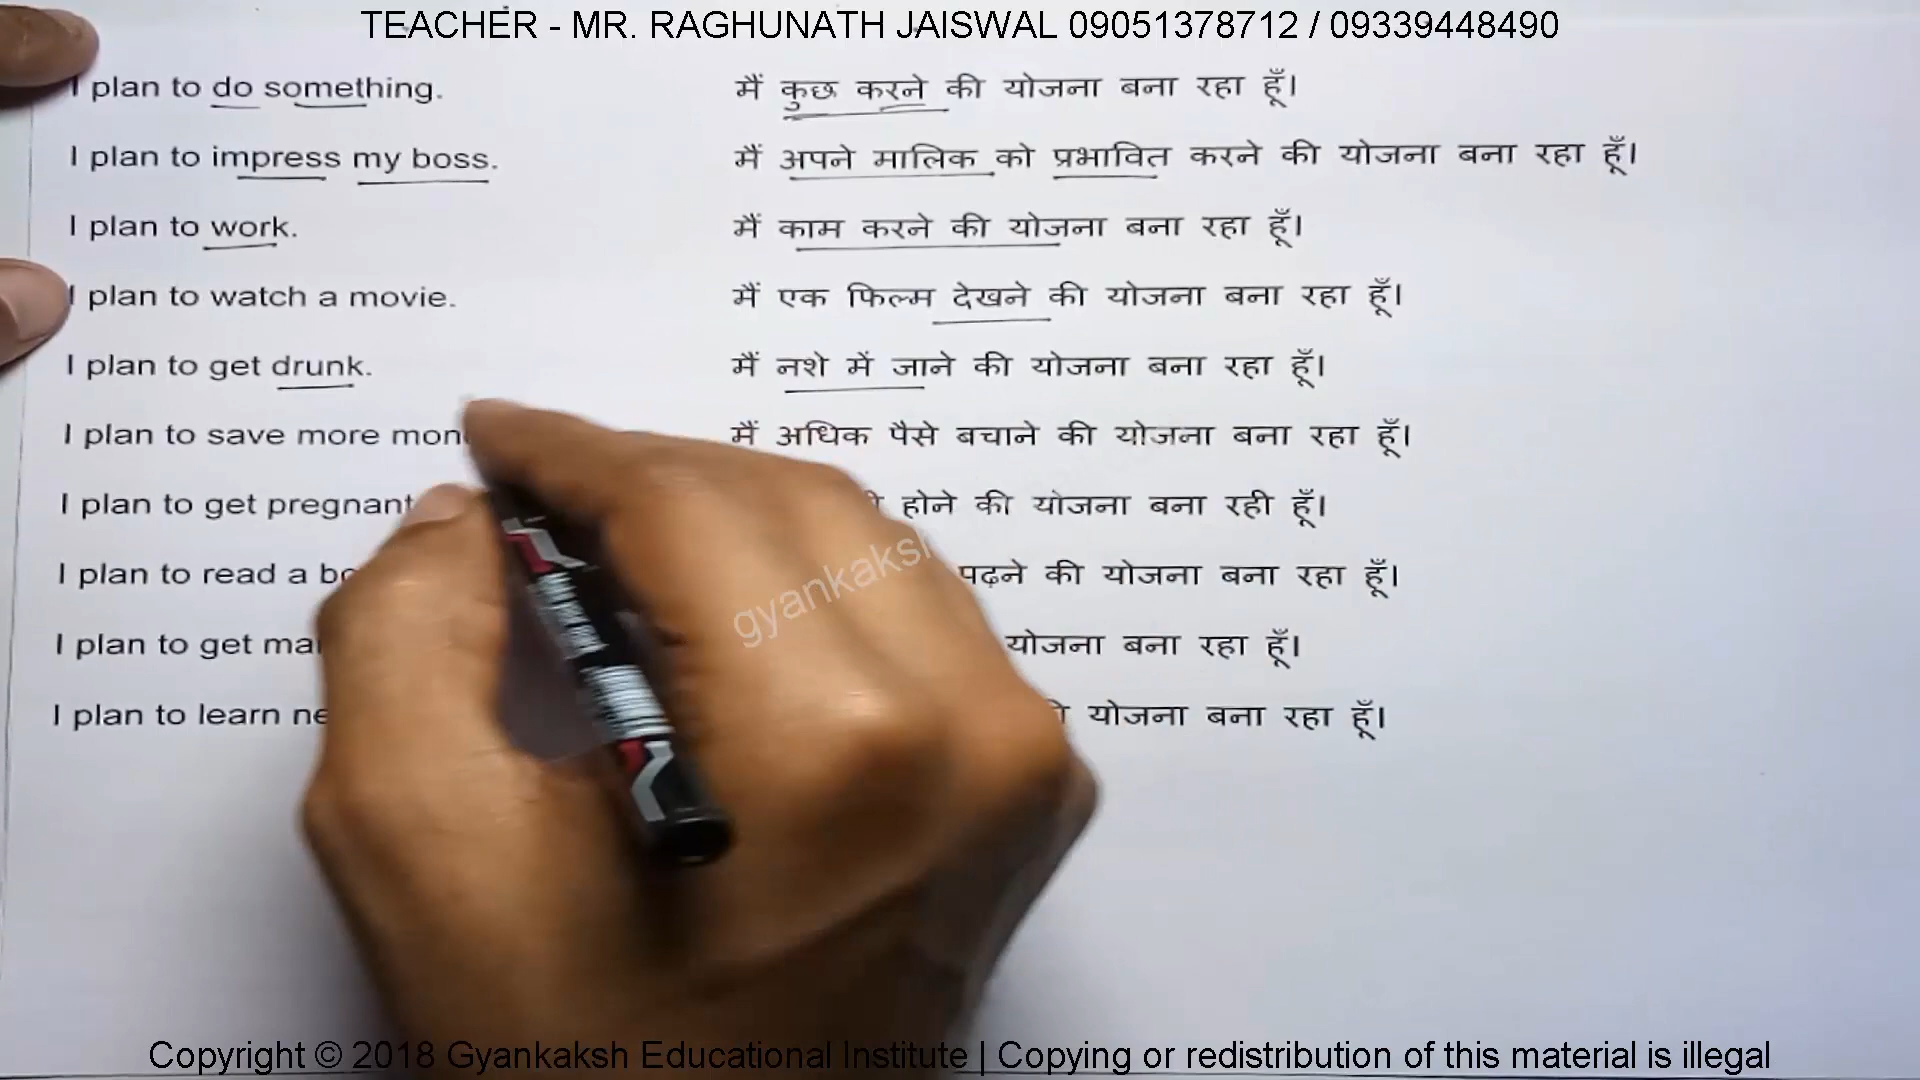 TEACHER - MR. RAGHUNATH JAISWAL 09051378712 / 09339448490
I plan to do something. मैं कुछ करने की योजना बना रहा हूँ।
I plan to impress my boss. मैं अपने मालिक को प्रभावित करने की योजना बना रहा हूँ।
I plan to work. मैं काम करने की योजना बना रहा हूँ।
I plan to watch a movie. मैं एक फिल्म देखने की योजना बना रहा हूँ।
I plan to get drunk. मैं नशे में जाने की योजना बना रहा हूँ।
I plan to save more मैं अधिक पैसे बचाने की योजना बना रहा हूँ।
I plan to get pregnant होने की योजना बना रही हूँ।
I plan to read a पढ़ने की योजना बना रहा हूँ।
I plan to get योजना बना रहा हूँ।
I plan to learn योजना बना रहा हूँ।
gyankaksh
Copyright © 2018 Gyankaksh Educational Institute | Copying or redistribution of this material is illegal